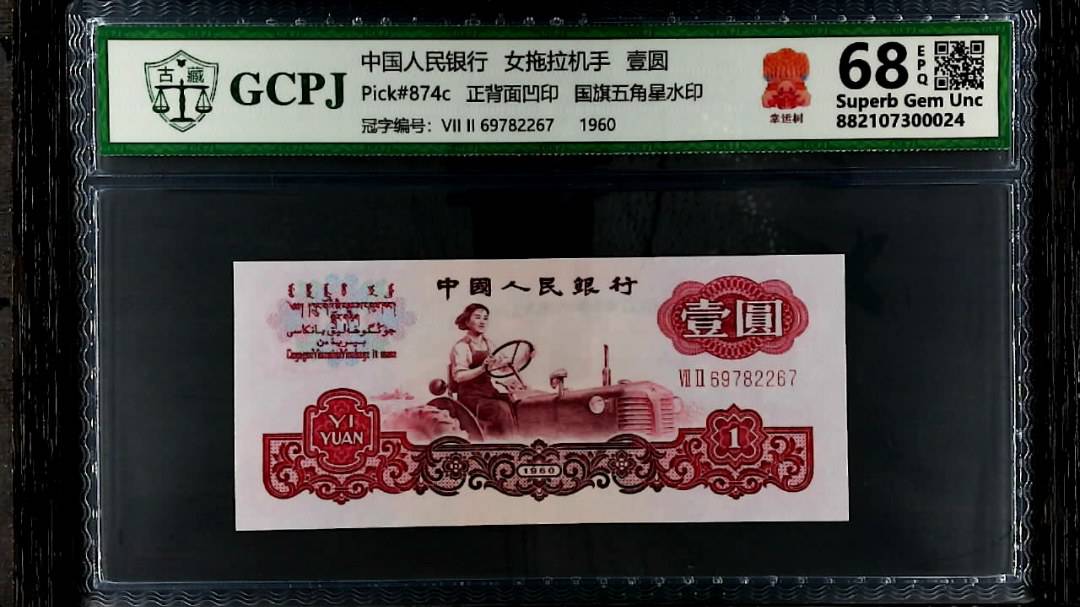 古藏
GCPJ
中国人民银行 女拖拉机手 壹圆
Pick#874c 正背面凹印 国旗五角星水印
冠字编号: VII II 69782267 1960
幸运树
68
EPQ
Superb Gem Unc
882107300024
中國人民銀行
壹圓
VII II 69782267
YI
YUAN
1960
1